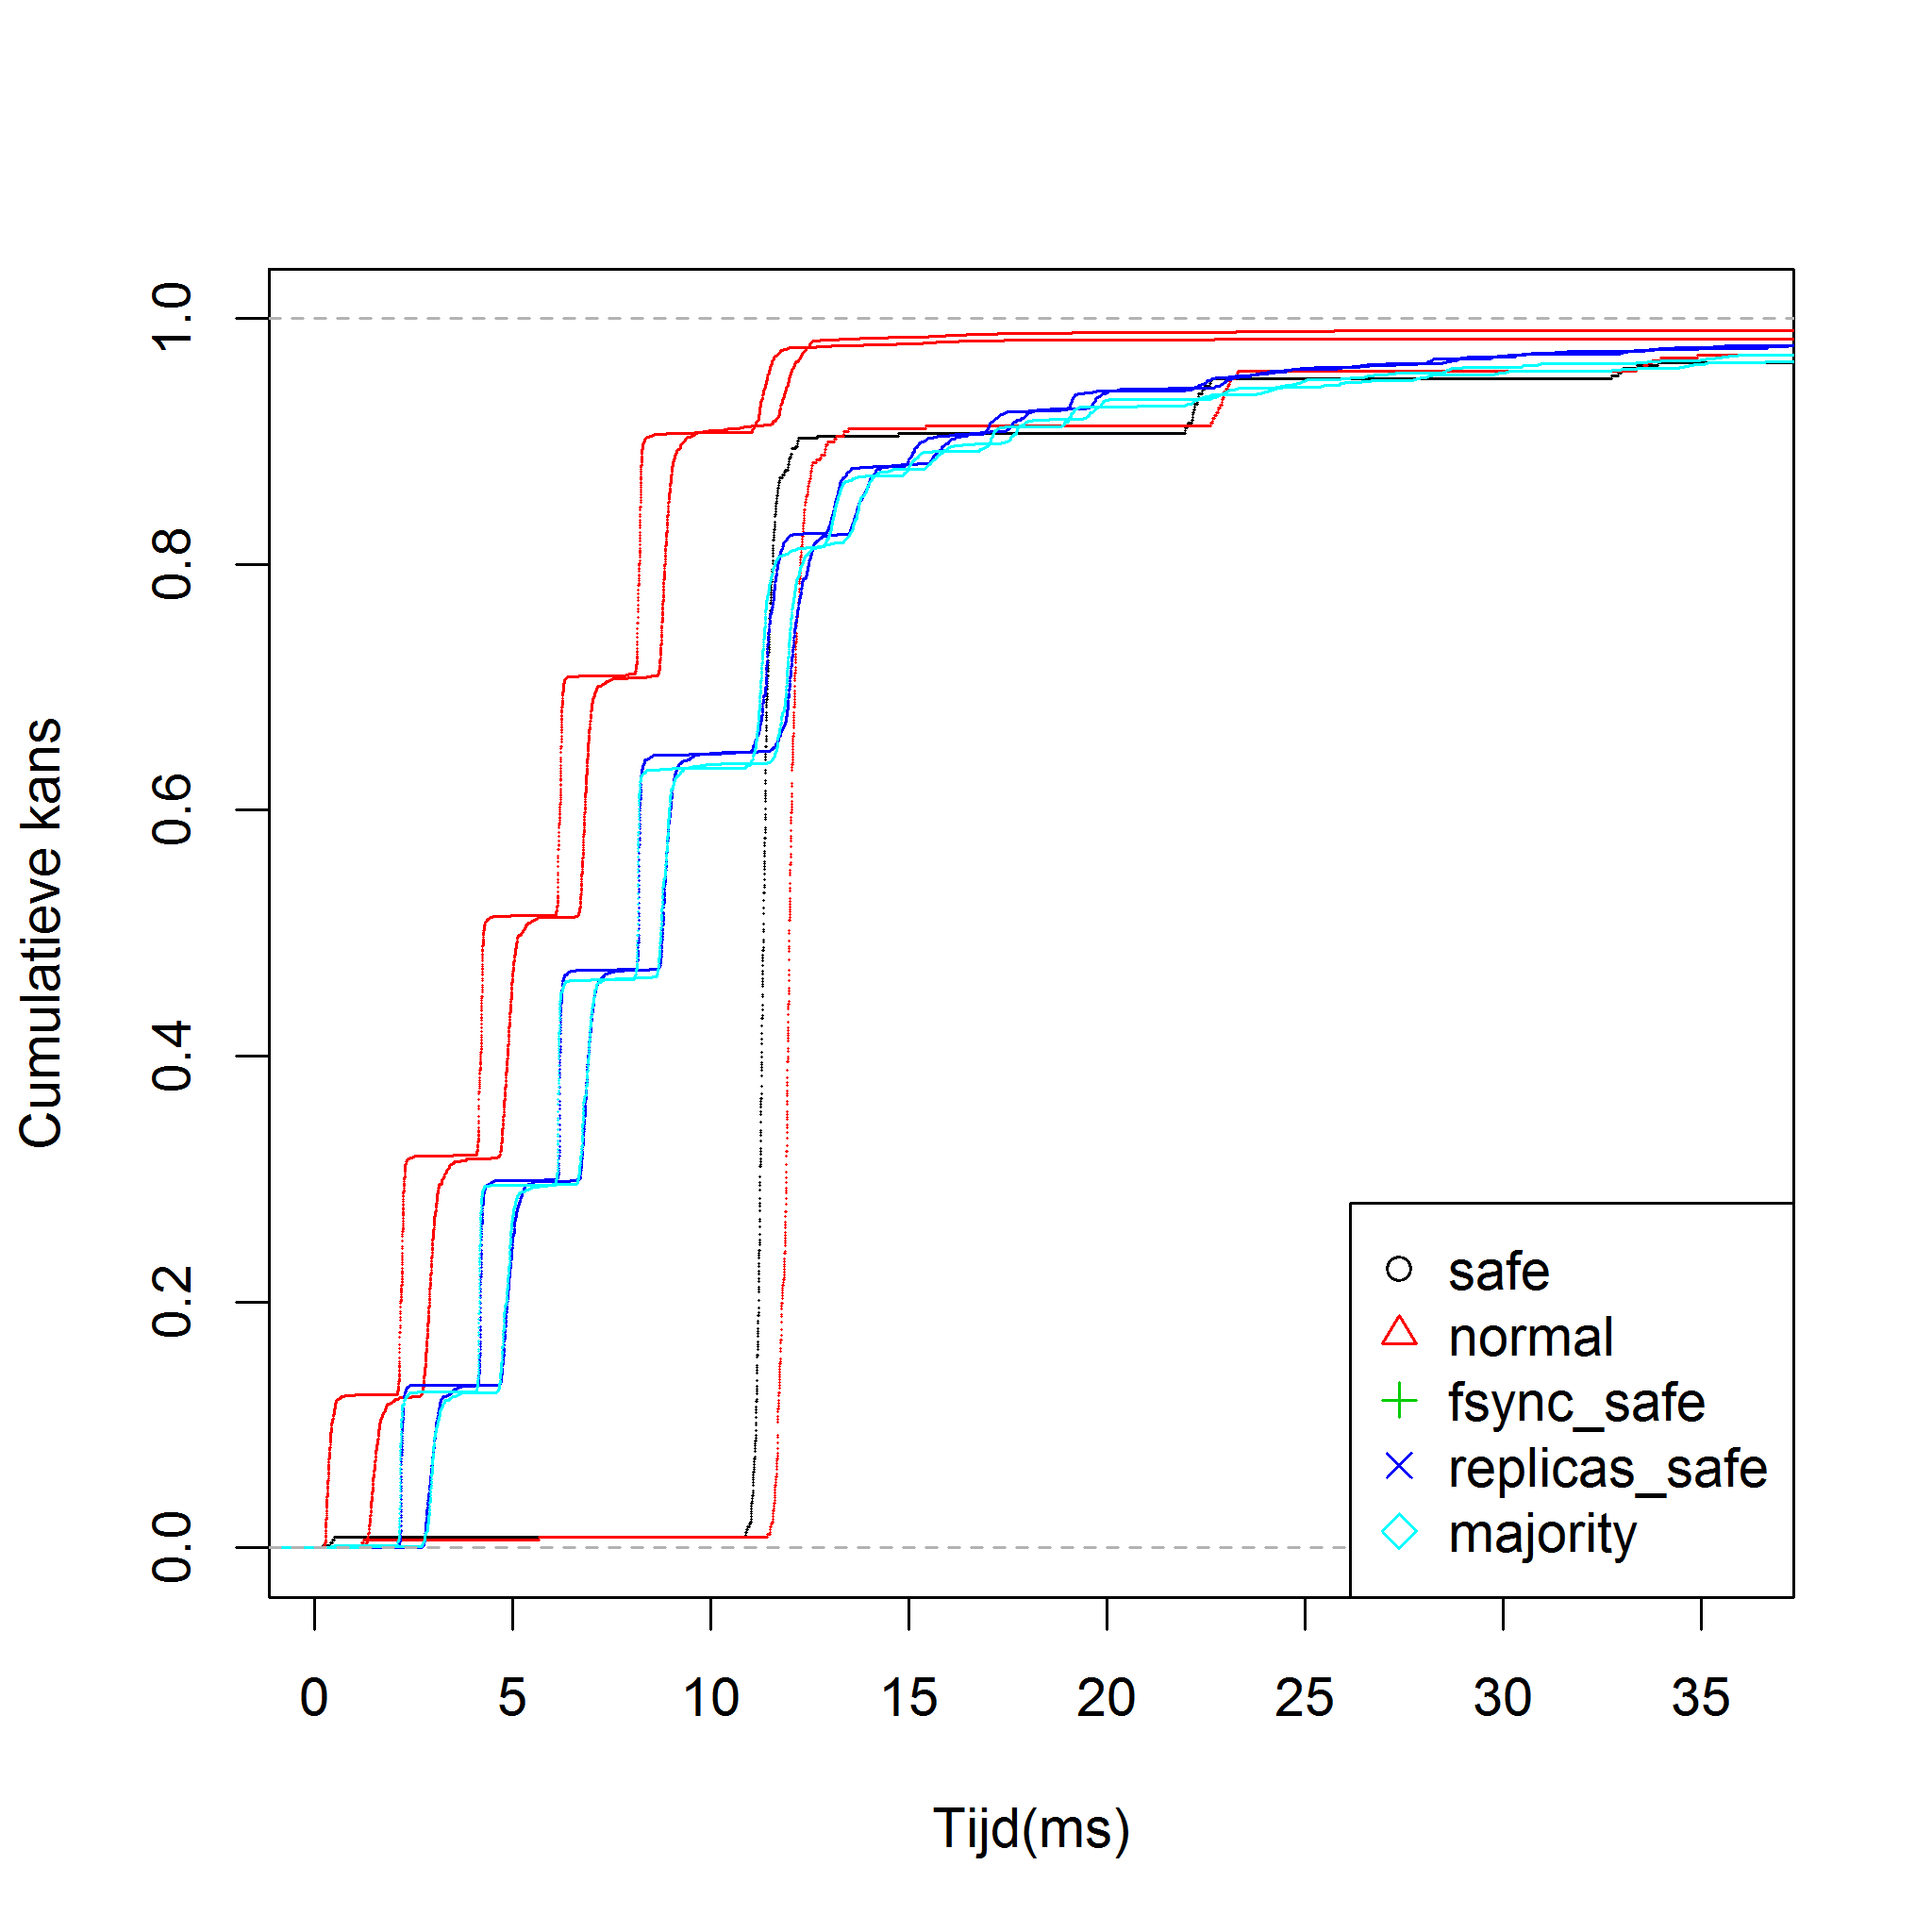 Cumulatieve kans
1.0
0.8
0.6
0.4
0.2
0.0
safe
normal
fsync_safe
replicas_safe
majority
0 5 10 15 20 25 30 35
Tijd(ms)